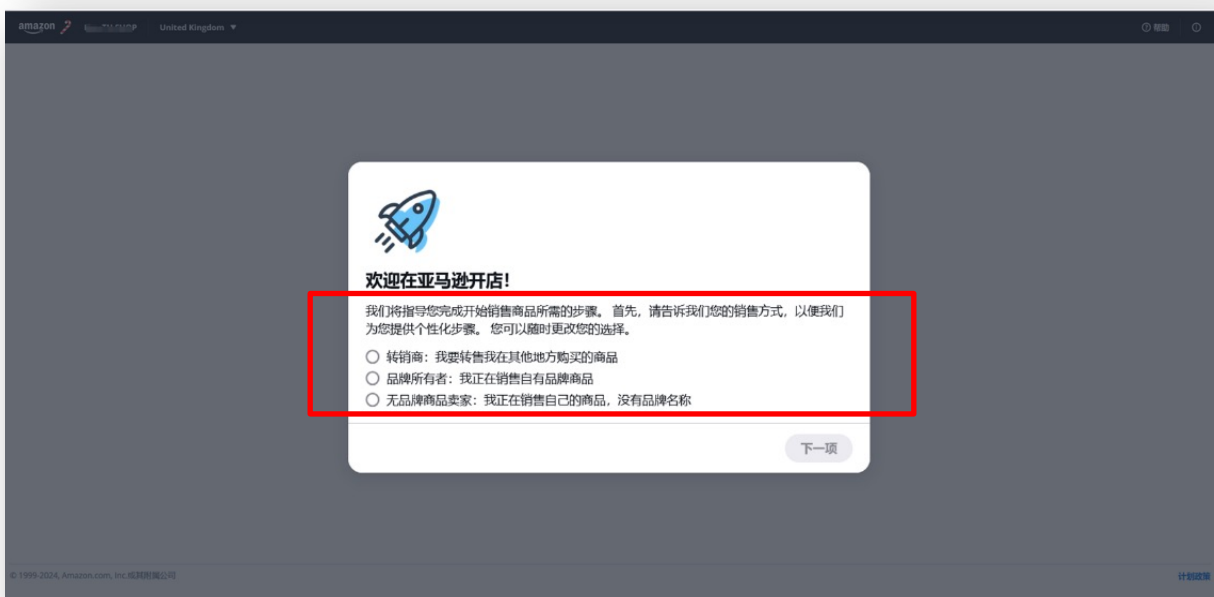 amazon
United Kingdom ▼
帮助
欢迎在亚马逊开店!
我们将指导您完成开始销售商品所需的步骤。 首先，请告诉我们您的销售方式，以便我们
为您提供个性化步骤。 您可以随时更改您的选择。
转销商：我要转售我在其他地方购买的商品
品牌所有者：我正在销售自有品牌商品
无品牌商品卖家：我正在销售自己的商品，没有品牌名称
下一项
© 1999-2024, Amazon.com, Inc.或其附属公司
计划政策